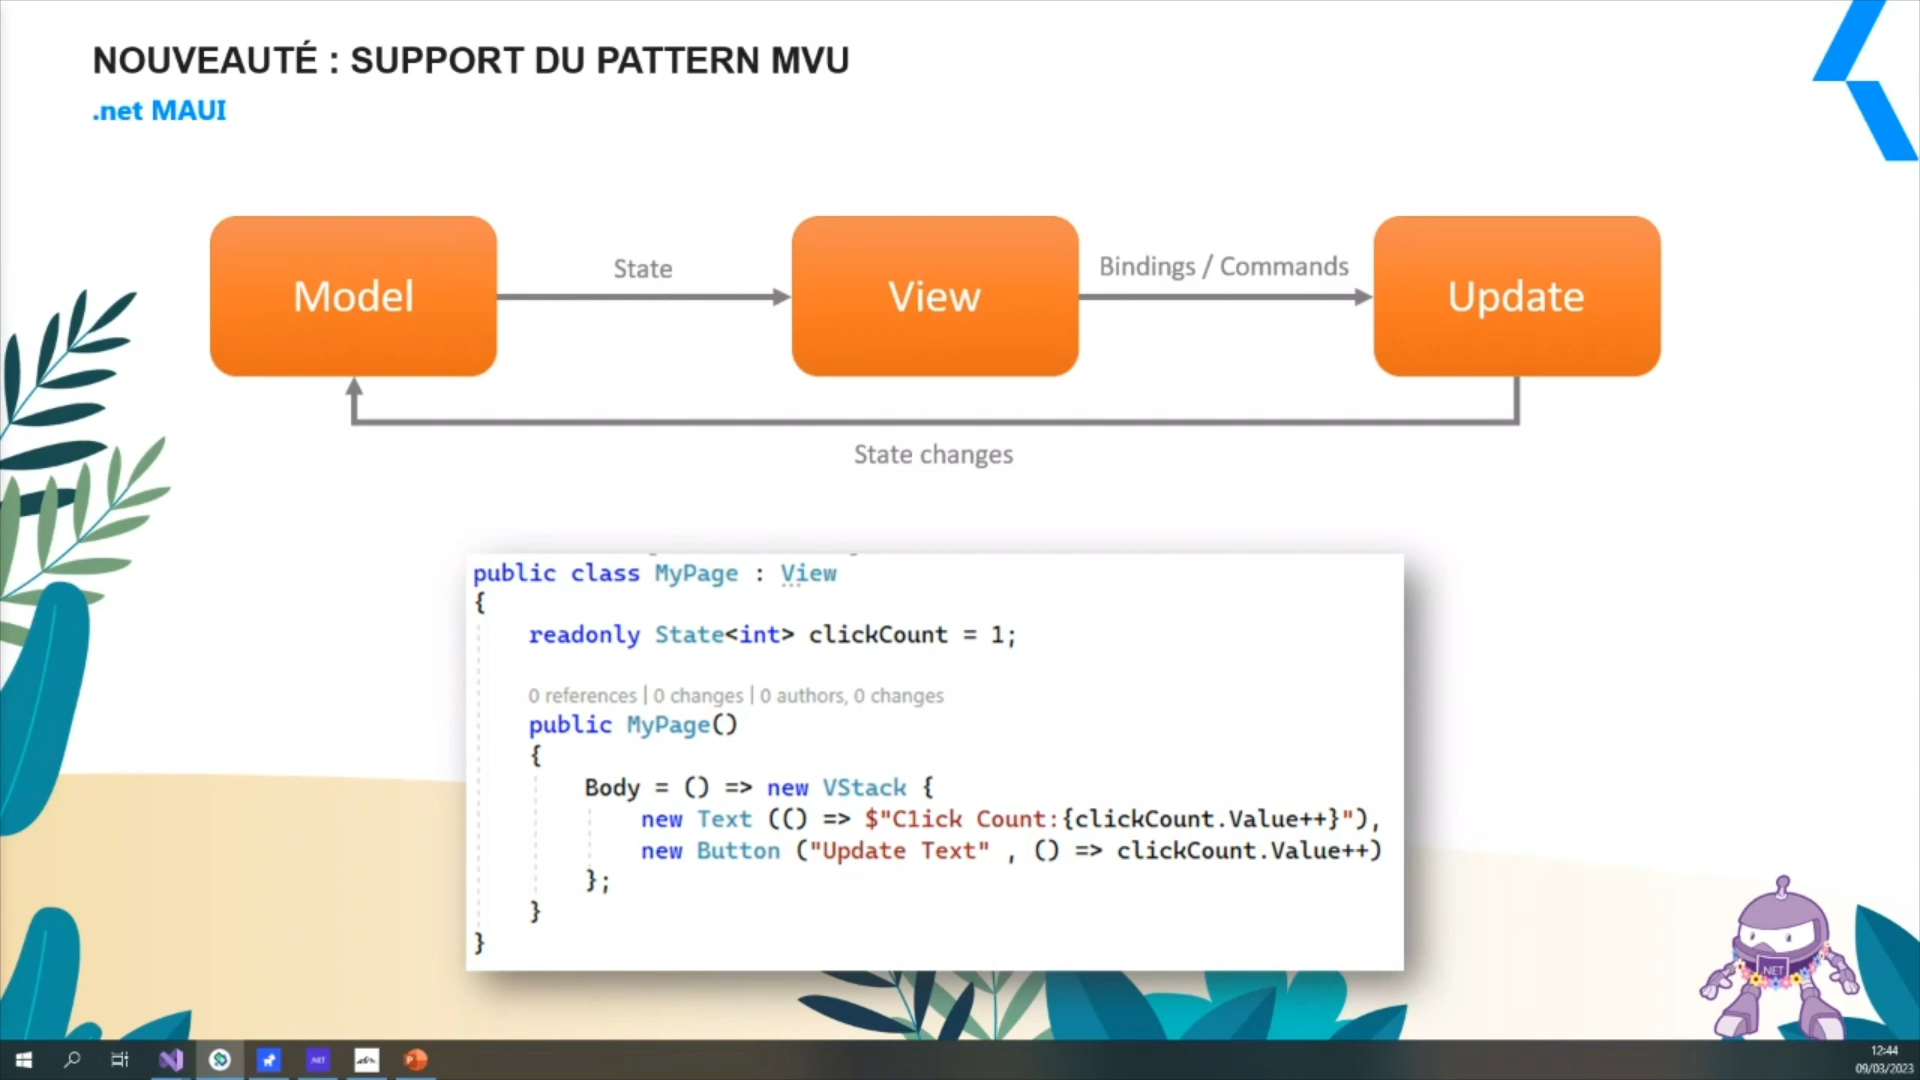 NOUVEAUTÉ : SUPPORT DU PATTERN MVU
.net MAUI
Model
State
View
Bindings / Commands
Update
State changes
public class MyPage : View
{
readonly State<int> clickCount = 1;
0 references | 0 changes | 0 authors, 0 changes
public MyPage()
{
Body = () => new VStack {
new Text (() => $"Click Count:{clickCount.Value++}"),
new Button ("Update Text" , () => clickCount.Value++)
};
}
}
.NET
.NET
12:44
09/03/2023